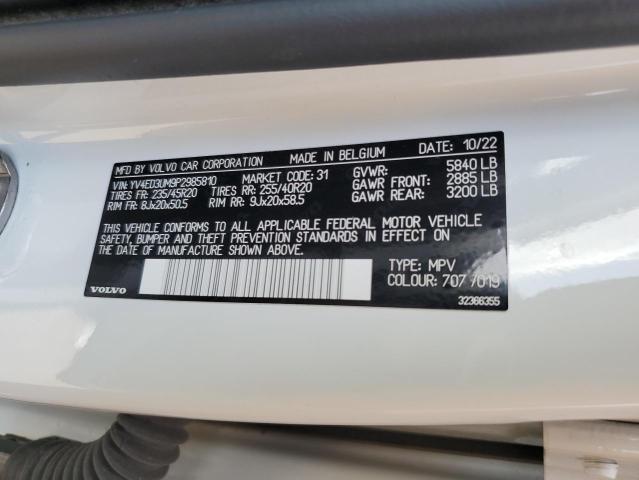 MFD BY VOLVO CAR CORPORATION MADE IN BELGIUM DATE: 10/22
VIN: YV4ED3UM9P2985810 MARKET CODE: 31 GVWR: 5840 LB
TIRES FR: 235/45R20 TIRES RR: 255/40R20 GAWR FRONT: 2885 LB
RIM FR: 8Jx20x50.5 RIM RR: 9Jx20x58.5 GAWR REAR: 3200 LB
THIS VEHICLE CONFORMS TO ALL APPLICABLE FEDERAL MOTOR VEHICLE
SAFETY, BUMPER AND THEFT PREVENTION STANDARDS IN EFFECT ON
THE DATE OF MANUFACTURE SHOWN ABOVE.
TYPE: MPV
COLOUR: 707
VOLVO 32366355